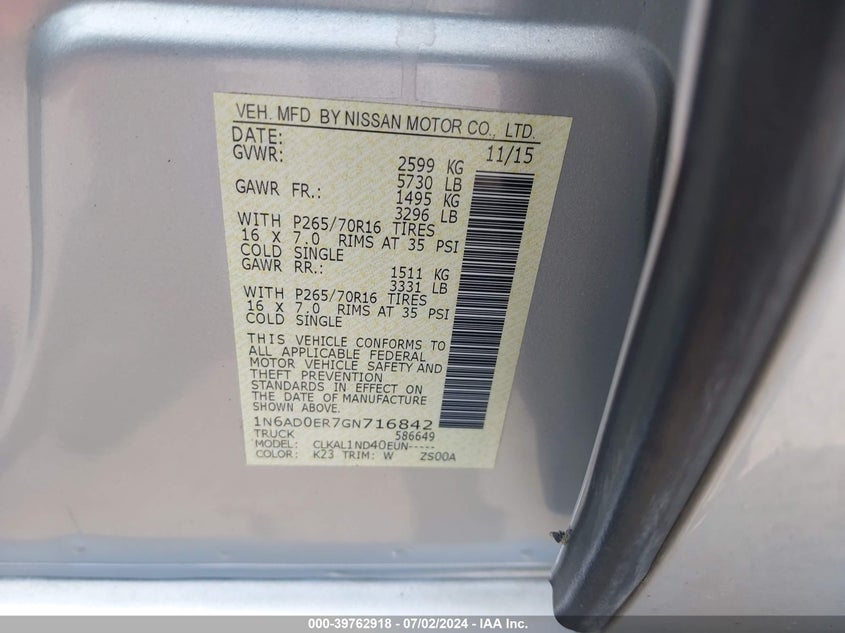 VEH. MFD BY NISSAN MOTOR CO., LTD.
DATE: 11/15
GVWR: 2599 KG
5730 LB
GAWR FR.: 1495 KG
3296 LB
WITH P265/70R16 TIRES
16 X 7.0 RIMS AT 35 PSI
COLD SINGLE
GAWR RR.: 1511 KG
3331 LB
WITH P265/70R16 TIRES
16 X 7.0 RIMS AT 35 PSI
COLD SINGLE
THIS VEHICLE CONFORMS TO
ALL APPLICABLE FEDERAL
MOTOR VEHICLE SAFETY AND
THEFT PREVENTION
STANDARDS IN EFFECT ON
THE DATE OF MANUFACTURE
SHOWN ABOVE.
1N6AD0ER7GN716842
TRUCK 586649
MODEL: CLKAL1ND40EUN-----
COLOR: K23 TRIM: W ZS00A
000-39762918 - 07/02/2024 - IAA Inc.